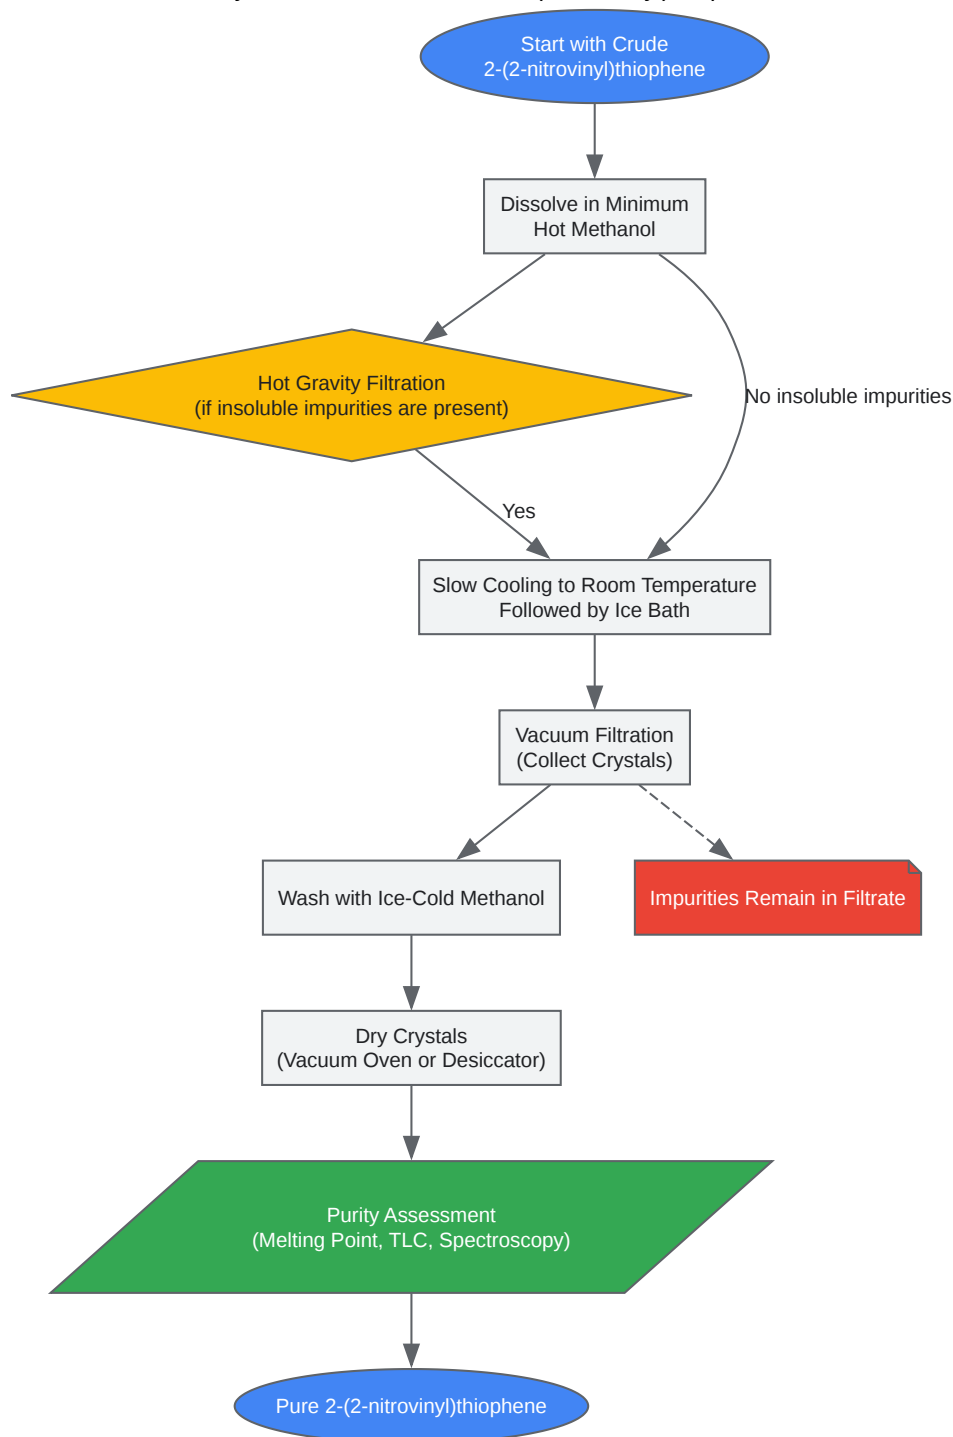 Start with Crude
2-(2-nitrovinyl)thiophene
Dissolve in Minimum
Hot Methanol
Hot Gravity Filtration
(if insoluble impurities are present)
No insoluble impurities
Yes
Slow Cooling to Room Temperature
Followed by Ice Bath
Vacuum Filtration
(Collect Crystals)
Wash with Ice-Cold Methanol
Impurities Remain in Filtrate
Dry Crystals
(Vacuum Oven or Desiccator)
Purity Assessment
(Melting Point, TLC, Spectroscopy)
Pure 2-(2-nitrovinyl)thiophene